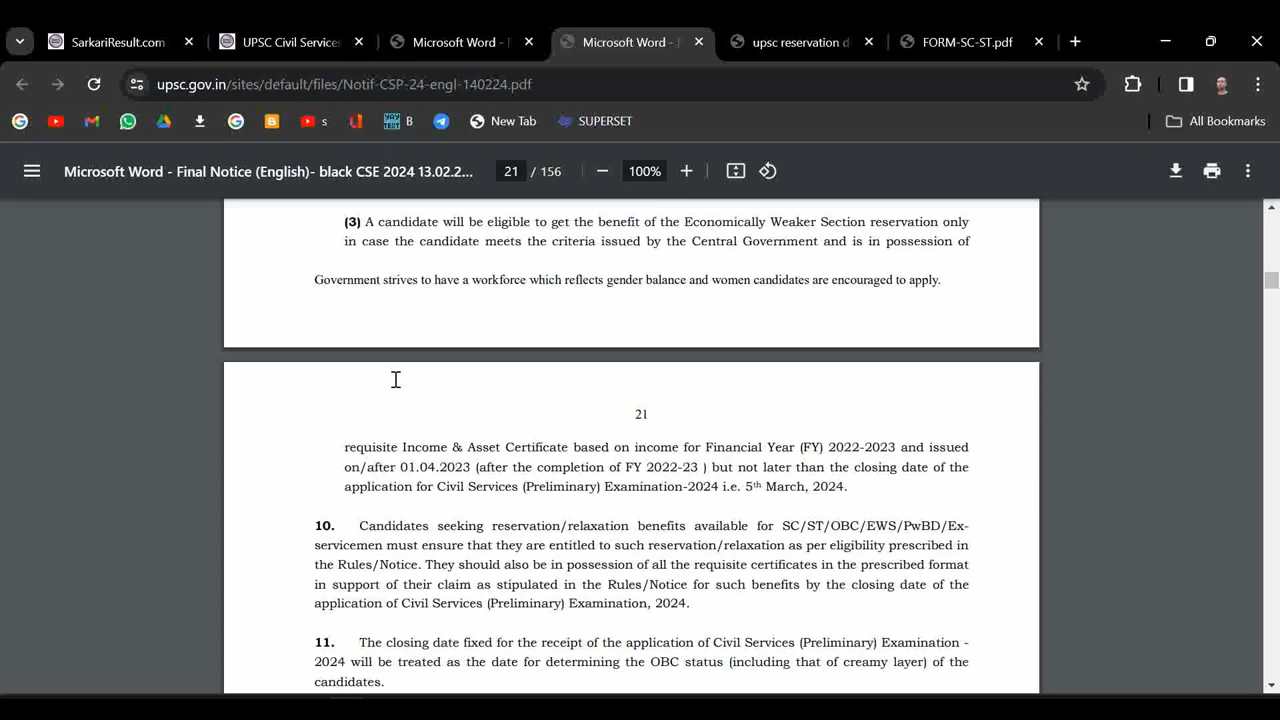 SarkariResult.com
UPSC Civil Services
Microsoft Word -
Microsoft Word -
upsc reservation d
FORM-SC-ST.pdf
upsc.gov.in/sites/default/files/Notif-CSP-24-engl-140224.pdf
s
B
New Tab
SUPERSET
All Bookmarks
Microsoft Word - Final Notice (English)- black CSE 2024 13.02.2...
21 / 156
100%
(3) A candidate will be eligible to get the benefit of the Economically Weaker Section reservation only
in case the candidate meets the criteria issued by the Central Government and is in possession of
Government strives to have a workforce which reflects gender balance and women candidates are encouraged to apply.
21
requisite Income & Asset Certificate based on income for Financial Year (FY) 2022-2023 and issued
on/after 01.04.2023 (after the completion of FY 2022-23 ) but not later than the closing date of the
application for Civil Services (Preliminary) Examination-2024 i.e. 5th March, 2024.
10. Candidates seeking reservation/relaxation benefits available for SC/ST/OBC/EWS/PwBD/Ex-
servicemen must ensure that they are entitled to such reservation/relaxation as per eligibility prescribed in
the Rules/Notice. They should also be in possession of all the requisite certificates in the prescribed format
in support of their claim as stipulated in the Rules/Notice for such benefits by the closing date of the
application of Civil Services (Preliminary) Examination, 2024.
11. The closing date fixed for the receipt of the application of Civil Services (Preliminary) Examination -
2024 will be treated as the date for determining the OBC status (including that of creamy layer) of the
candidates.